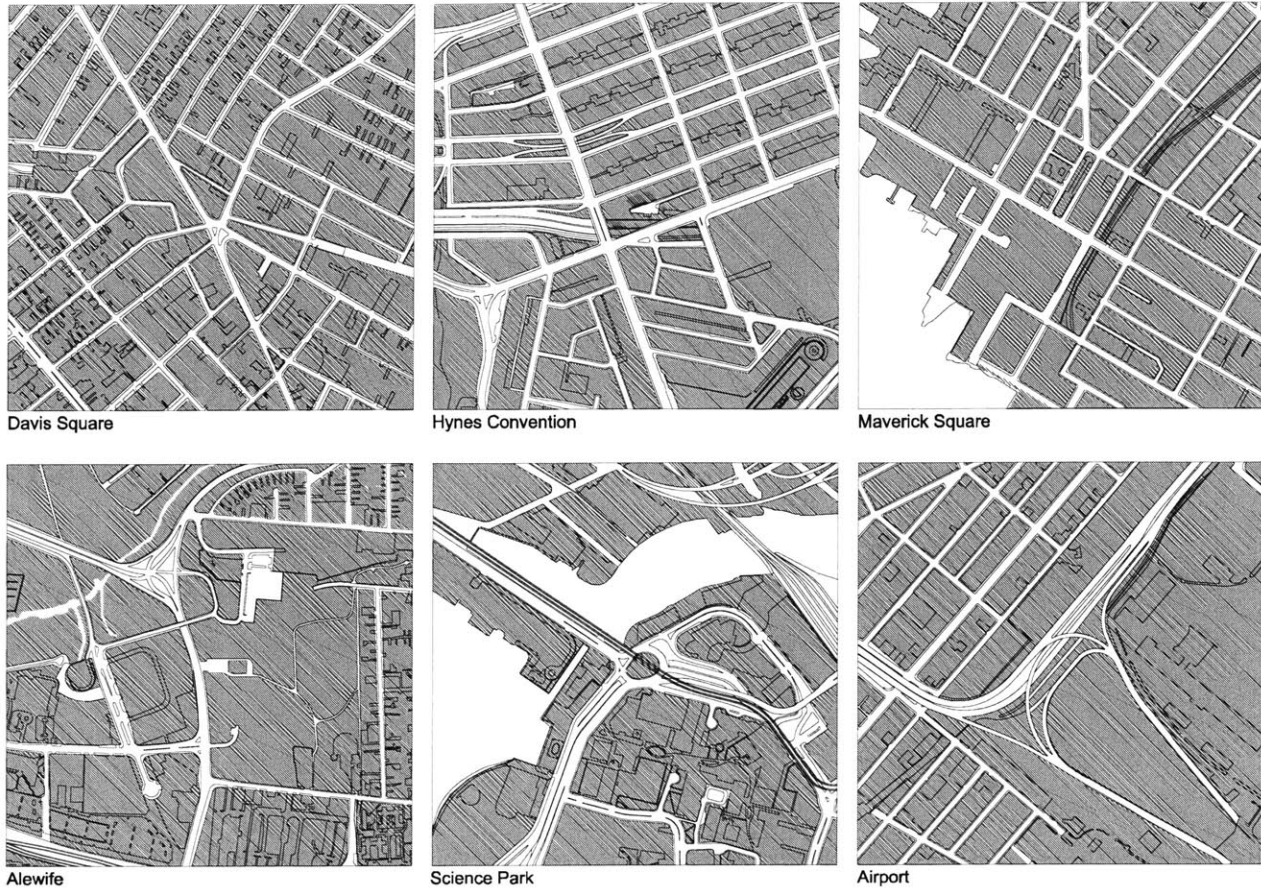 Davis Square
Hynes Convention
Maverick Square
Alewife
Science Park
Airport